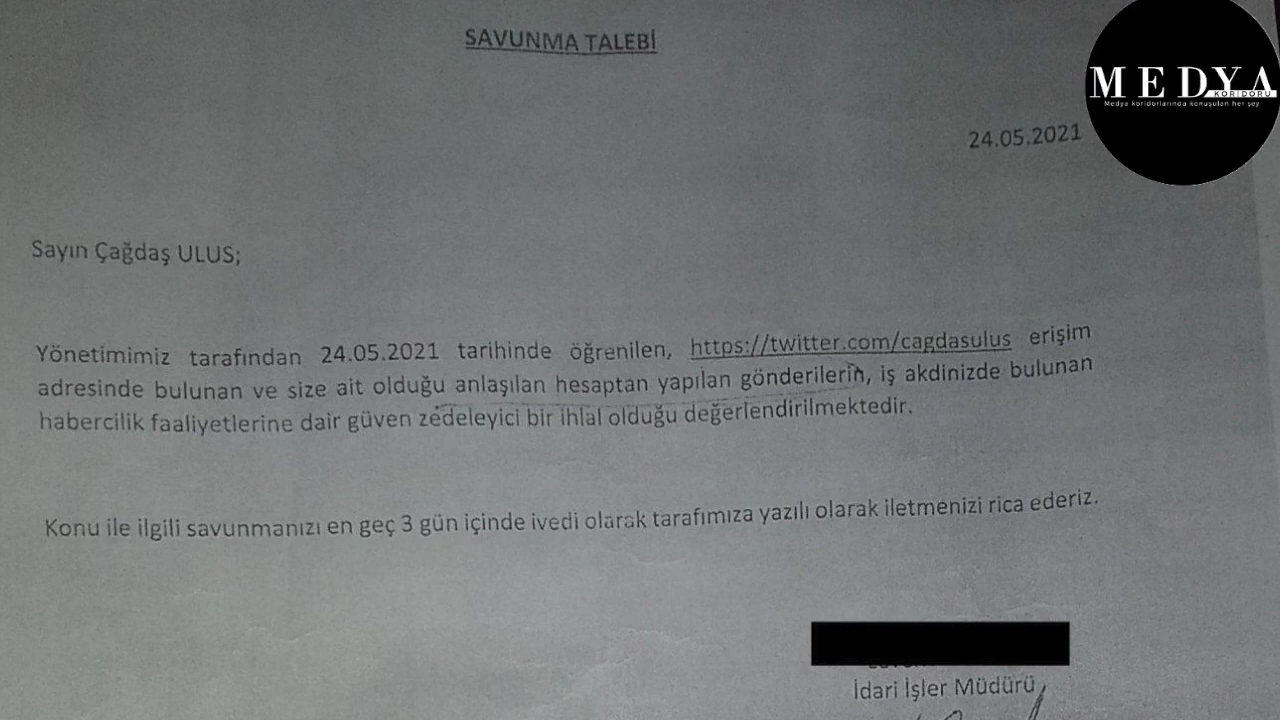 SAVUNMA TALEBİ
MEDYA
KORİDORU
Medya koridorlarında konuşulan her şey
24.05.2021
Sayın Çağdaş ULUS;
Yönetimimiz tarafından 24.05.2021 tarihinde öğrenilen, https://twitter.com/cagdasulus erişim
adresinde bulunan ve size ait olduğu anlaşılan hesaptan yapılan gönderilerin, iş akdinizde bulunan
habercilik faaliyetlerine dair güven zedeleyici bir ihlal olduğu değerlendirilmektedir.
Konu ile ilgili savunmanızı en geç 3 gün içinde ivedi olarak tarafımıza yazılı olarak iletmenizi rica ederiz.
İdari İşler Müdürü